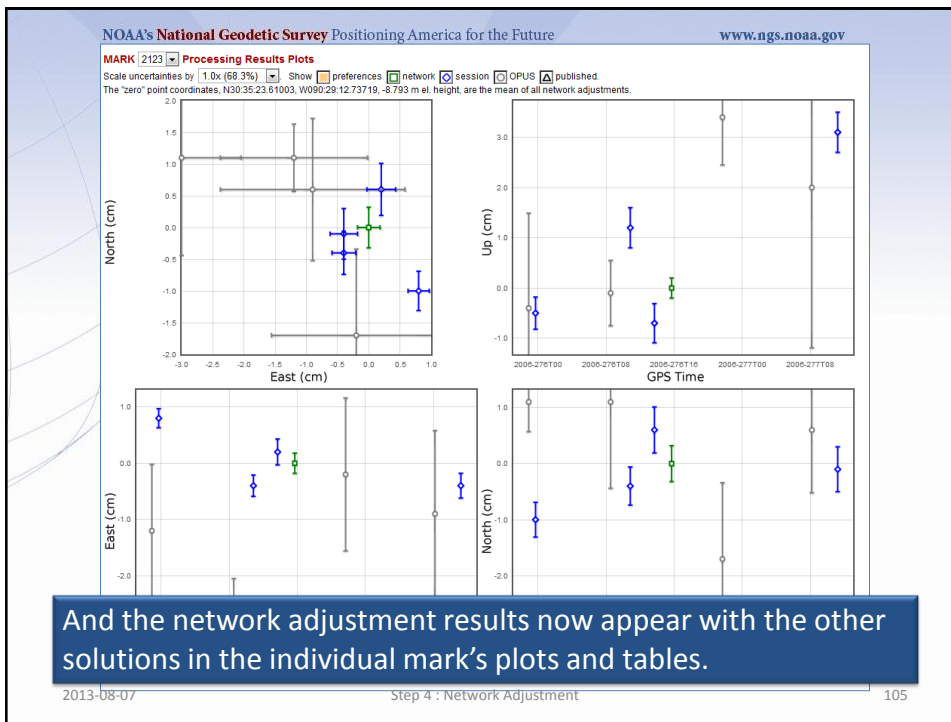 NOAA's National Geodetic Survey Positioning America for the Future www.ngs.noaa.gov
MARK 2123 Processing Results Plots
Scale uncertainties by 1.0x (68.3%) . Show preferences network session OPUS published.
The "zero" point coordinates, N30:35:23.61003, W090:29:12.73719, -8.793 m el. height, are the mean of all network adjustments.
2.0
1.5
1.0
0.5
0.0
-0.5
-1.0
-1.5
-2.0
North (cm)
-3.0 -2.5 -2.0 -1.5 -1.0 -0.5 0.0 0.5 1.0
East (cm)
3.0
2.0
1.0
0.0
-1.0
Up (cm)
2006-276T00 2006-276T08 2006-276T16 2006-277T00 2006-277T08
GPS Time
1.0
0.0
-1.0
-2.0
East (cm)
1.0
0.0
-1.0
-2.0
North (cm)
And the network adjustment results now appear with the other
solutions in the individual mark's plots and tables.
2013-08-07 Step 4 : Network Adjustment 105